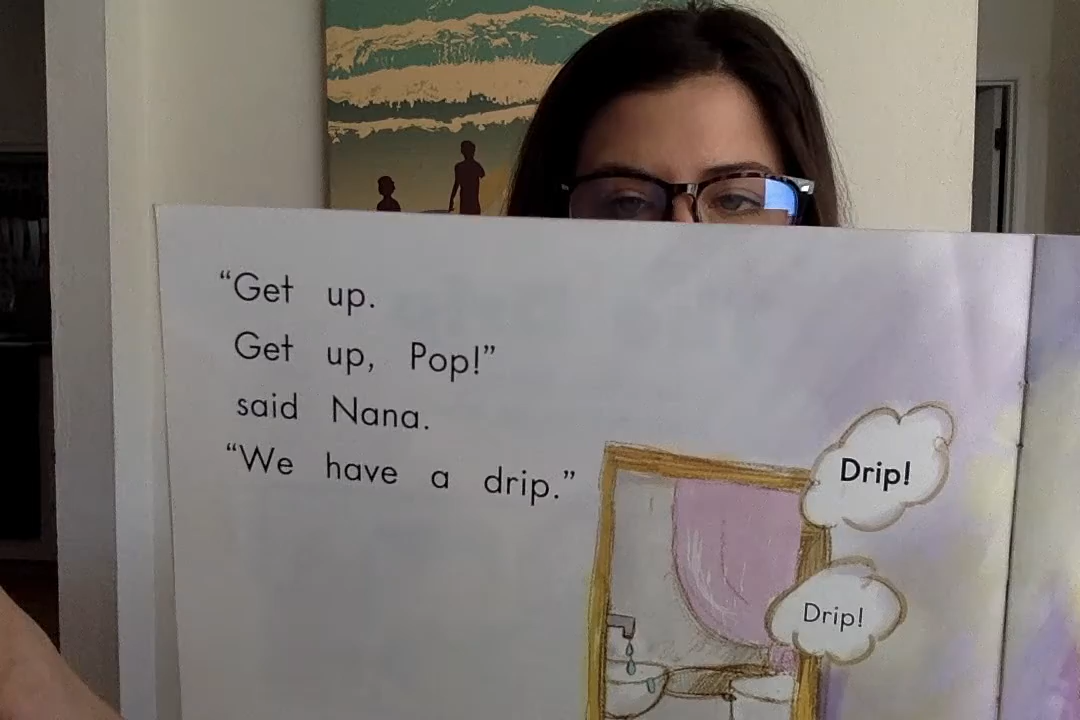 “Get up.
Get up, Pop!”
said Nana.
“We have a drip.”
Drip!
Drip!